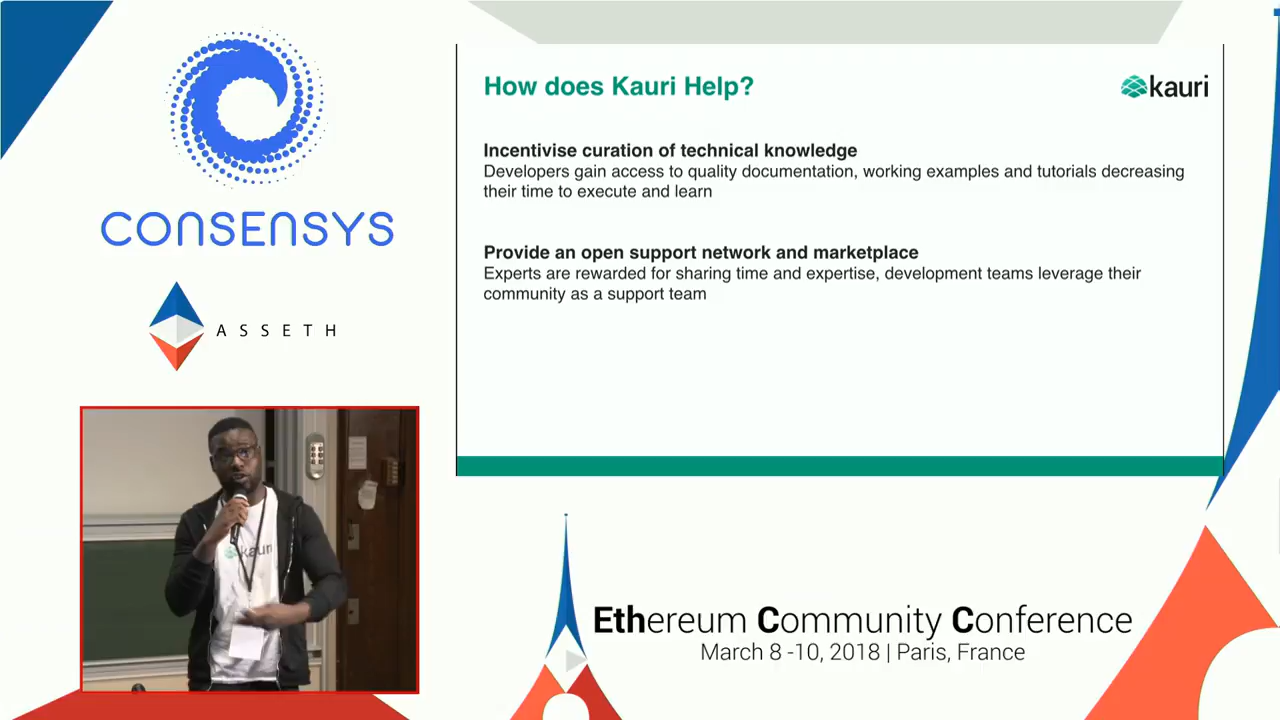 CONSENSYS
ASSETH
How does Kauri Help?
kauri
Incentivise curation of technical knowledge
Developers gain access to quality documentation, working examples and tutorials decreasing
their time to execute and learn
Provide an open support network and marketplace
Experts are rewarded for sharing time and expertise, development teams leverage their
community as a support team
kauri
Ethereum Community Conference
March 8 -10, 2018 | Paris, France